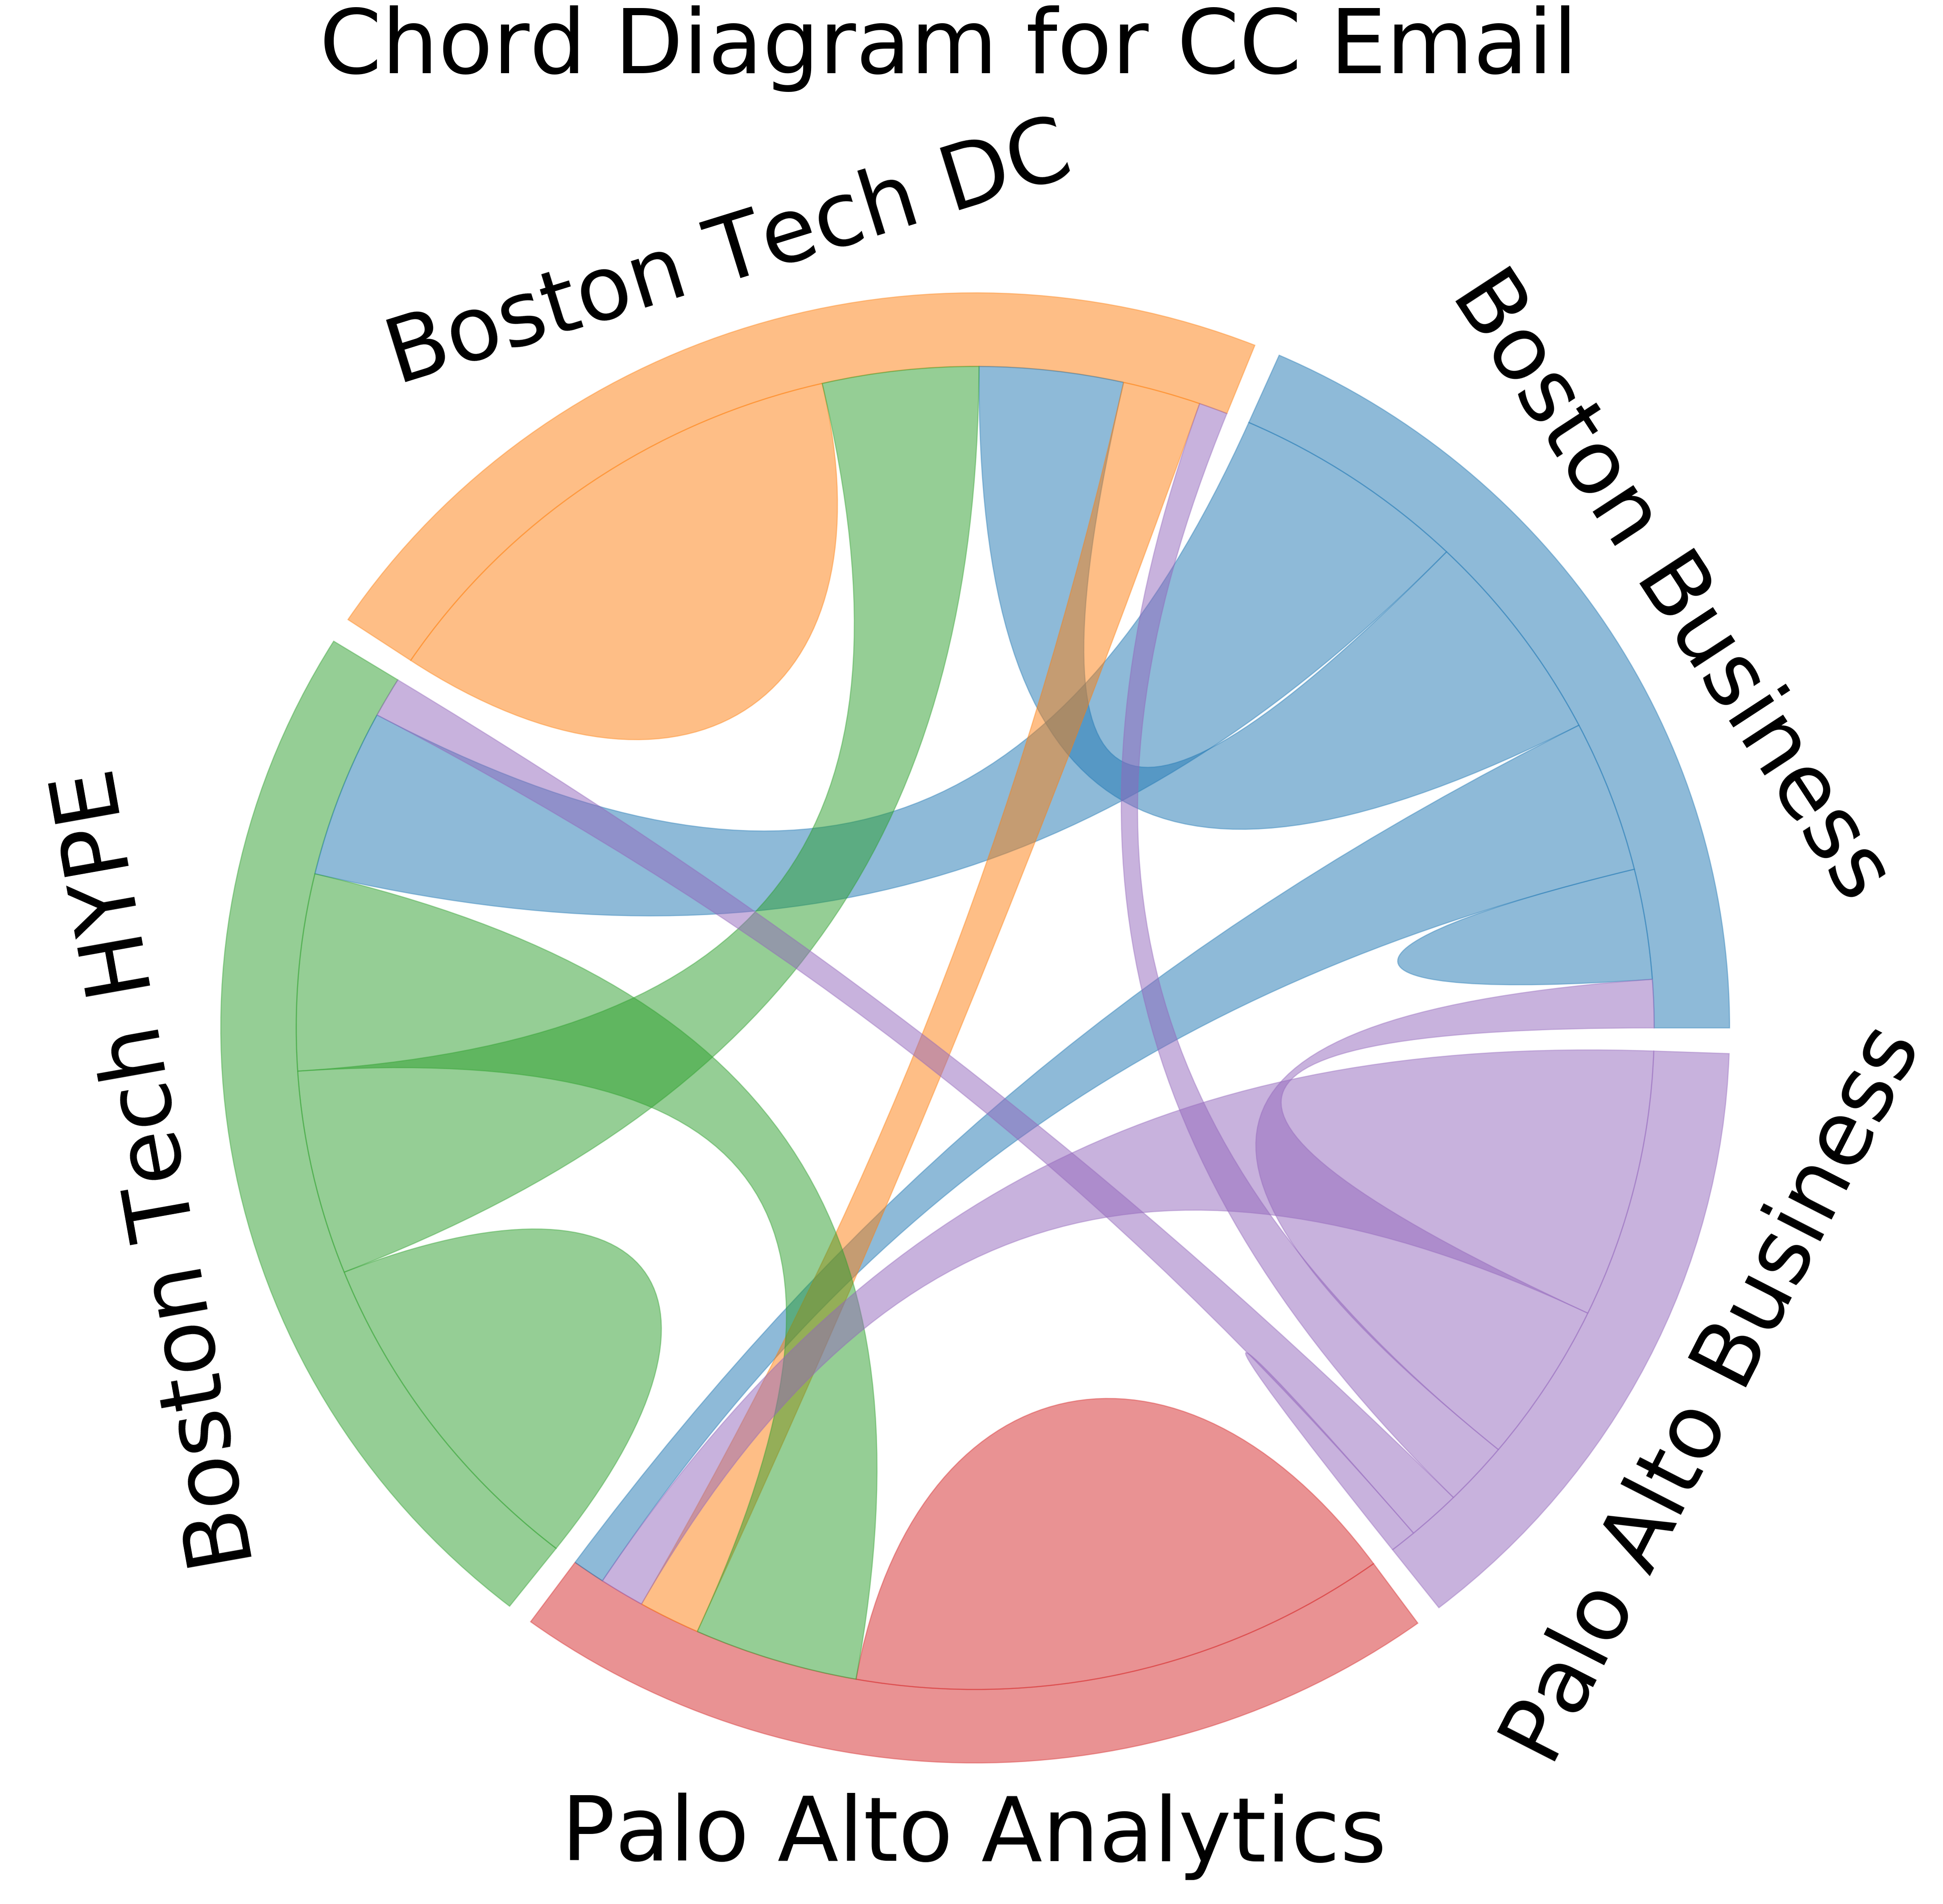 Chord Diagram for CC Email
Boston Tech DC
Boston Business
Boston Tech HYPE
Palo Alto Business
Palo Alto Analytics